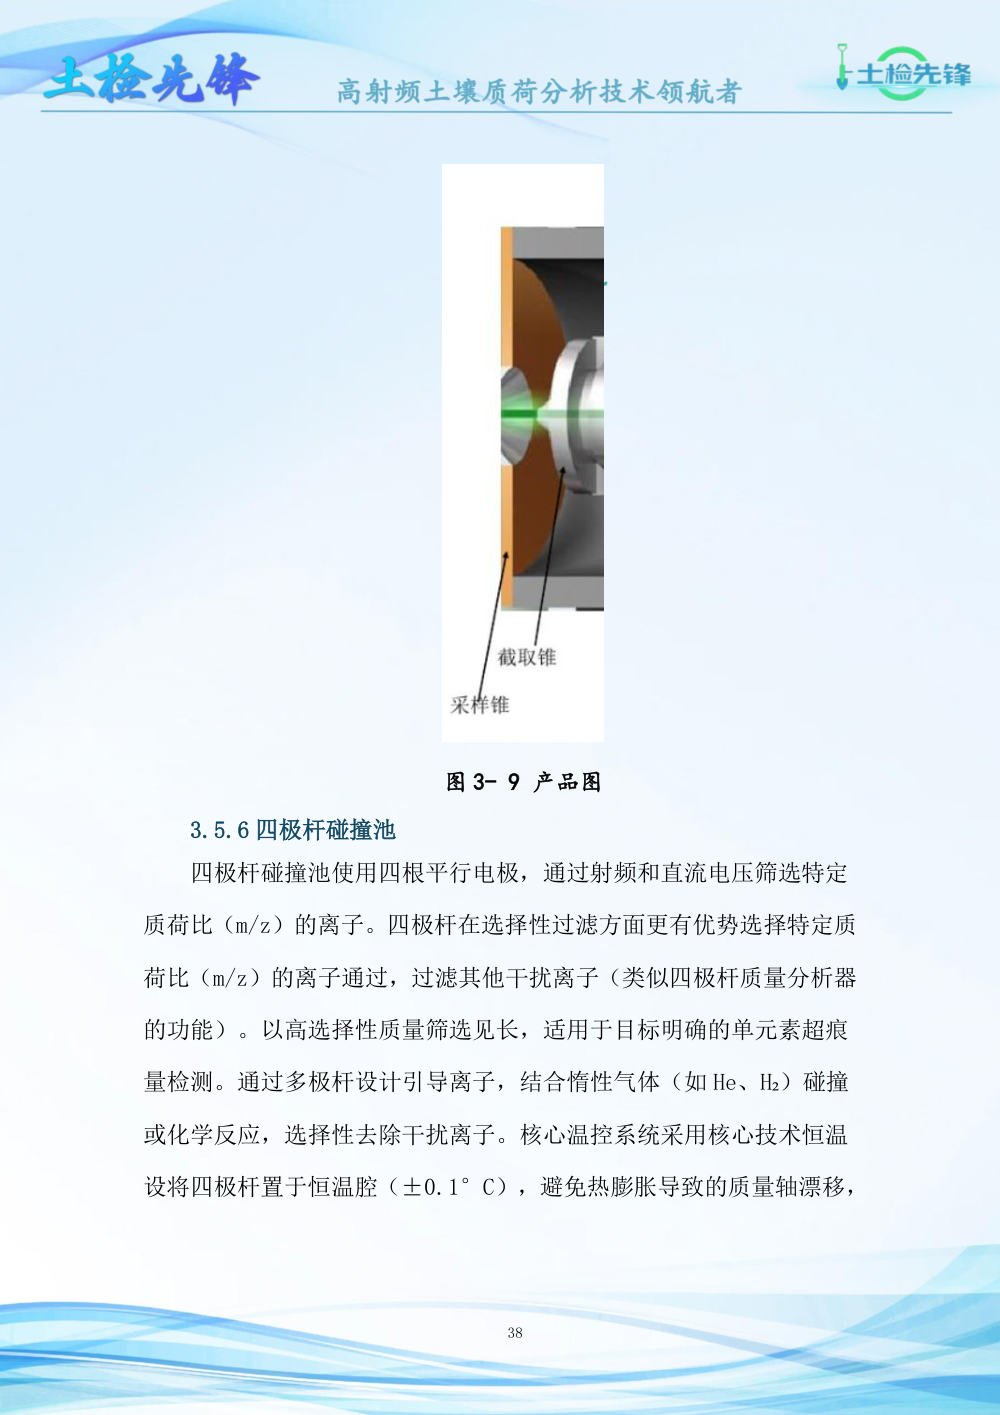 土检先锋
高射频土壤质荷分析技术领航者
土检先锋
截取锥
采样锥
图 3- 9 产品图
3.5.6 四极杆碰撞池
四极杆碰撞池使用四根平行电极，通过射频和直流电压筛选特定
质荷比（m/z）的离子。四极杆在选择性过滤方面更有优势选择特定质
荷比（m/z）的离子通过，过滤其他干扰离子（类似四极杆质量分析器
的功能）。以高选择性质量筛选见长，适用于目标明确的单元素超痕
量检测。通过多极杆设计引导离子，结合惰性气体（如 He、H₂）碰撞
或化学反应，选择性去除干扰离子。核心温控系统采用核心技术恒温
设将四极杆置于恒温腔（±0.1° C），避免热膨胀导致的质量轴漂移，
38